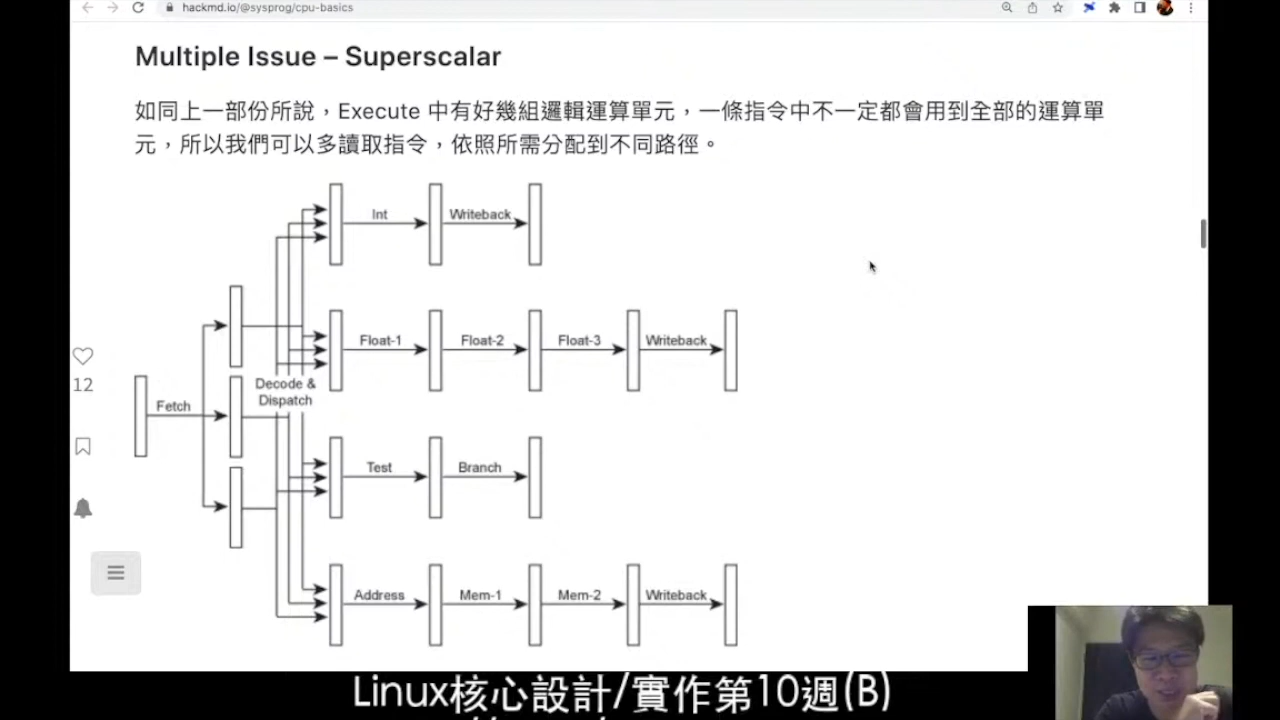 hackmd.io/@sysprog/cpu-basics
Multiple Issue – Superscalar
如同上一部份所說，Execute 中有好幾組邏輯運算單元，一條指令中不一定都會用到全部的運算單
元，所以我們可以多讀取指令，依照所需分配到不同路徑。
Int
Writeback
Float-1
Float-2
Float-3
Writeback
12
Decode &
Dispatch
Fetch
Test
Branch
Address
Mem-1
Mem-2
Writeback
Linux核心設計/實作第10週(B)